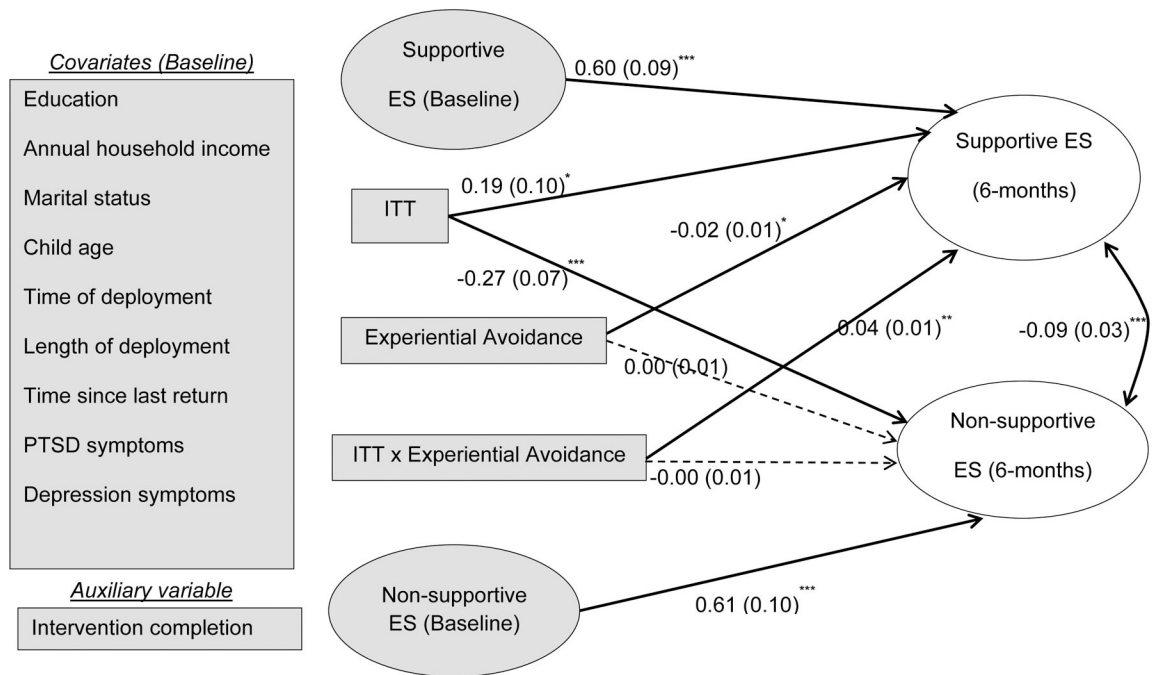 Covariates (Baseline)
Education
Annual household income
Marital status
Child age
Time of deployment
Length of deployment
Time since last return
PTSD symptoms
Depression symptoms
Auxiliary variable
Intervention completion
Supportive
ES (Baseline)
ITT
Experiential Avoidance
ITT x Experiential Avoidance
Non-supportive
ES (Baseline)
0.60 (0.09)***
0.19 (0.10)*
-0.02 (0.01)*
-0.27 (0.07)***
0.04 (0.01)**
0.00 (0.01)
-0.00 (0.01)
0.61 (0.10)***
Supportive ES
(6-months)
-0.09 (0.03)***
Non-supportive
ES (6-months)